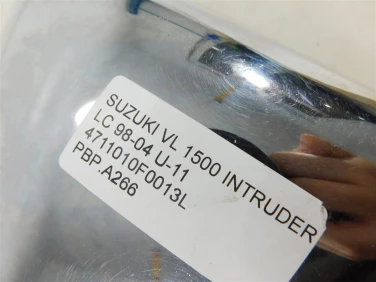 SUZUKI VL 1500 INTRUDER
LC 98-04 U-11
4711010F0013L
PBP.A266